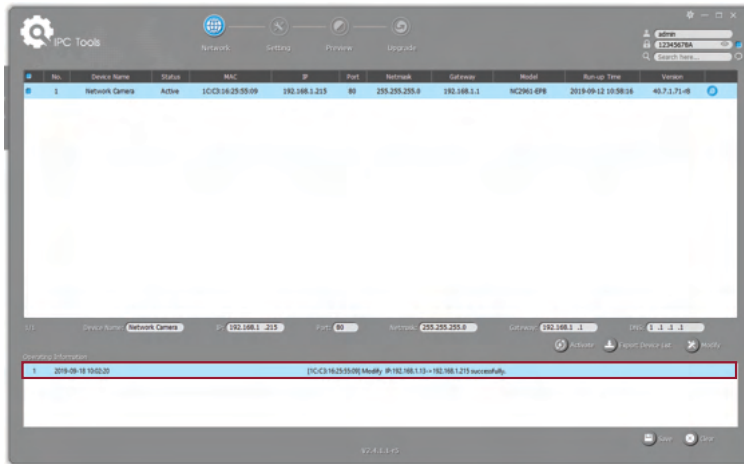 IPC Tools
Network Setting Preview Upgrade
admin
12345678A
Search here...
No. Device Name Status MAC IP Port Netmask Gateway Model Run-up Time Version
1 Network Camera Active 1C:C3:16:25:55:09 192.168.1.215 80 255.255.255.0 192.168.1.1 NC2961-EPB 2019-09-12 10:58:16 40.7.1.71-r8
1/1 Device Name: Network Camera IP: 192.168.1 .215 Port: 80 Netmask: 255.255.255.0 Gateway: 192.168.1 .1 DNS: 1 .1 .1 .1
Activate Export Device List Modify
Operating Information
1 2019-09-18 10:02:20 [1C:C3:16:25:55:09] Modify IP:192.168.1.13->192.168.1.215 successfully.
Save Clear
V2.4.1.1-r5